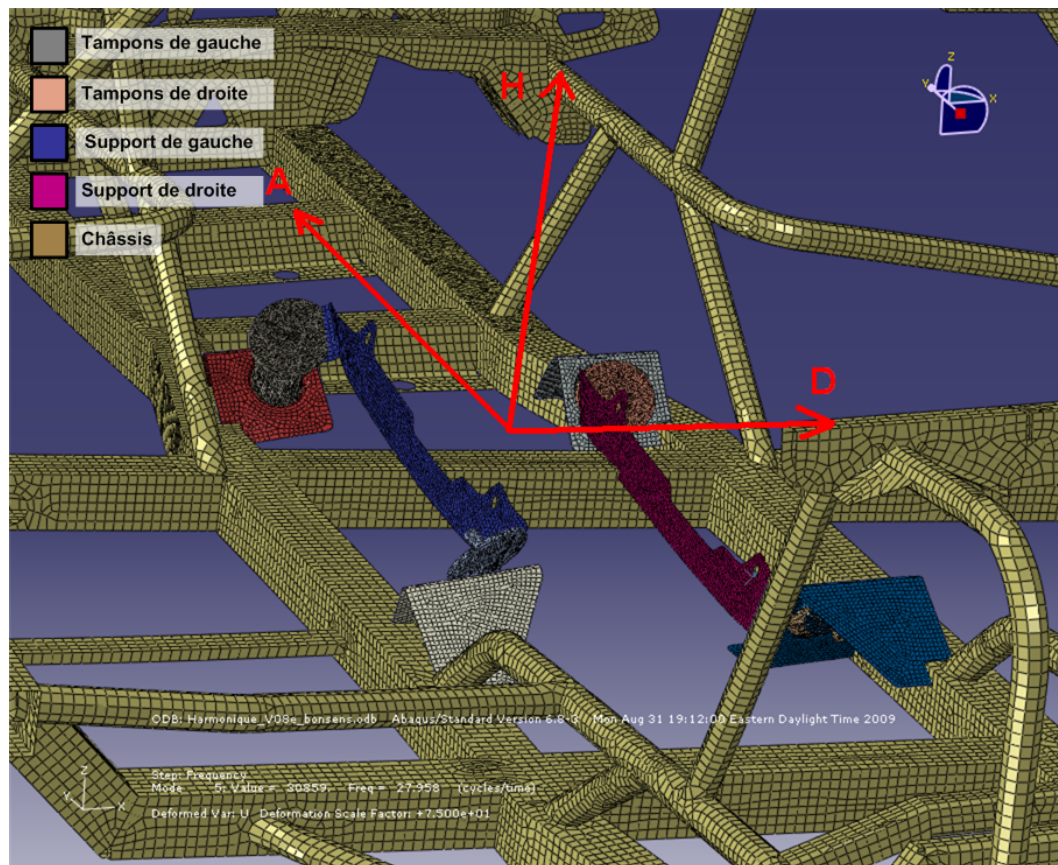 Tampons de gauche
Tampons de droite
Support de gauche
Support de droite
Châssis
H
A
D
Z
Y
X
ODB: Harmonique_V08e_bonsens.odb Abaqus/Standard Version 6.8-3 Mon Aug 31 19:12:00 Eastern Daylight Time 2009
Step: Frequency
Mode 5: Value = 30859. Freq = 27.958 (cycles/time)
Deformed Var: U Deformation Scale Factor: +7.500e+01
Z
Y
X